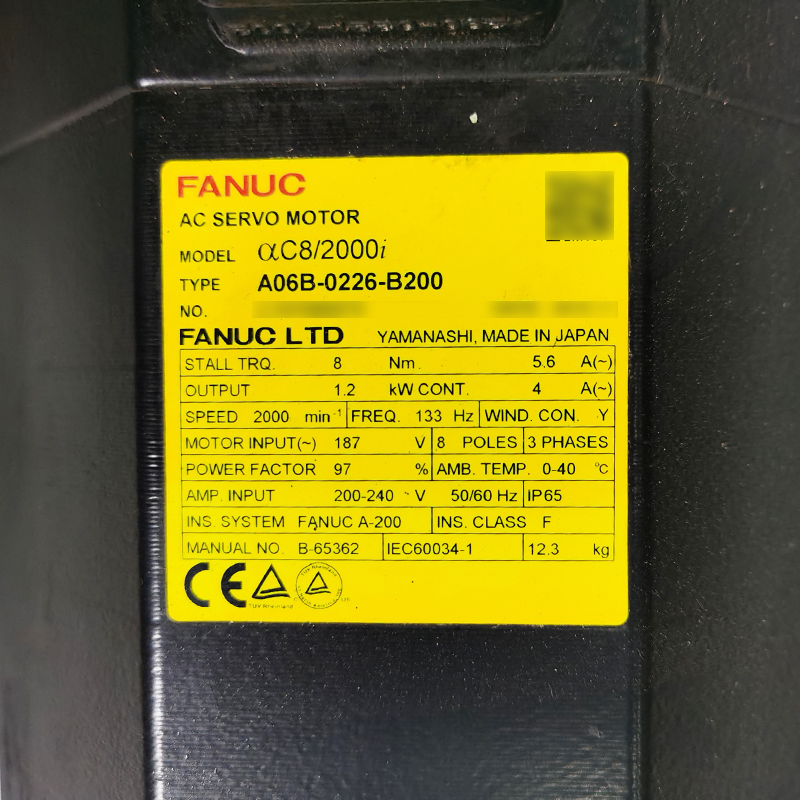 FANUC
AC SERVO MOTOR
MODEL αC8/2000i
TYPE A06B-0226-B200
NO.
FANUC LTD YAMANASHI, MADE IN JAPAN
STALL TRQ. 8 Nm. 5.6 A(~)
OUTPUT 1.2 kW CONT. 4 A(~)
SPEED 2000 min⁻¹ FREQ. 133 Hz WIND. CON. Y
MOTOR INPUT(~) 187 V 8 POLES 3 PHASES
POWER FACTOR 97 % AMB. TEMP. 0-40 °C
AMP. INPUT 200-240 ~ V 50/60 Hz IP65
INS. SYSTEM FANUC A-200 INS. CLASS F
MANUAL NO. B-65362 IEC60034-1 12.3 kg
CE
TUV Rheinland